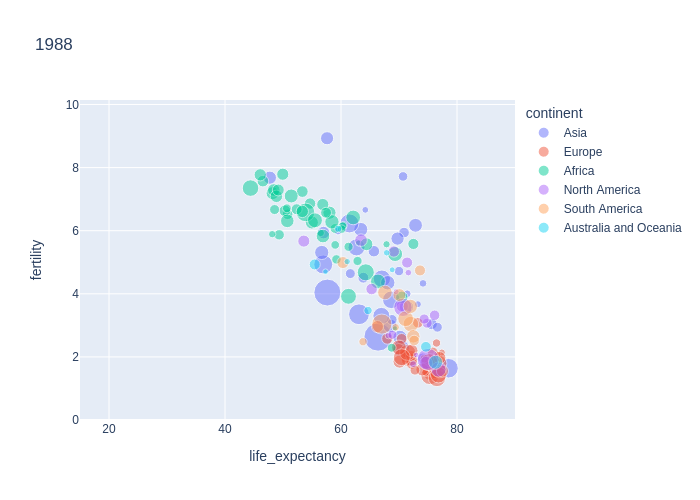 1988
continent
Asia
Europe
Africa
North America
South America
Australia and Oceania
fertility
10
8
6
4
2
0
20 40 60 80
life_expectancy